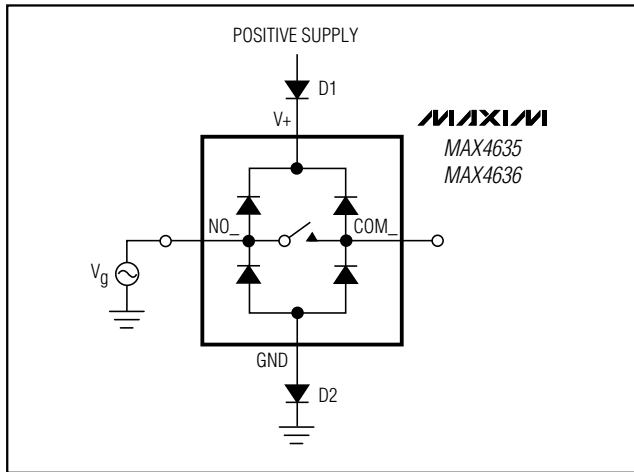 POSITIVE SUPPLY
D1
V+
MAXIM
MAX4635
MAX4636
NO_
COM_
Vg
GND
D2